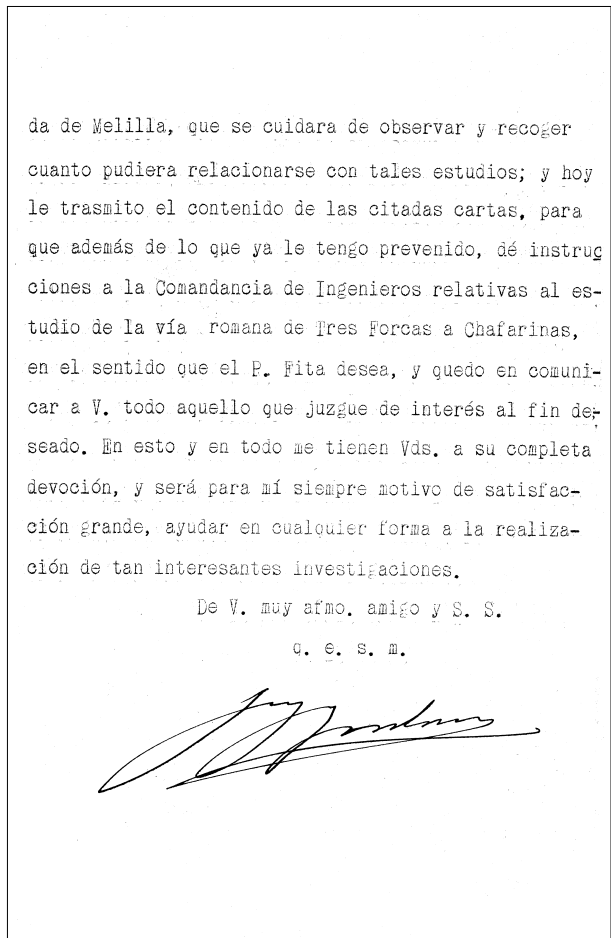 da de Melilla, que se cuidara de observar y recoger
cuanto pudiera relacionarse con tales estudios; y hoy
le trasmito el contenido de las citadas cartas, para
que además de lo que ya le tengo prevenido, dé instruc
ciones a la Comandancia de Ingenieros relativas al es-
tudio de la vía romana de Tres Forcas a Chafarinas,
en el sentido que el P. Fita desea, y quedo en comuni-
car a V. todo aquello que juzgue de interés al fin de-
seado. En esto y en todo me tienen Vds. a su completa
devoción, y será para mí siempre motivo de satisfac-
ción grande, ayudar en cualquier forma a la realiza-
ción de tan interesantes investigaciones.
De V. muy afmo. amigo y S. S.
q. e. s. m.